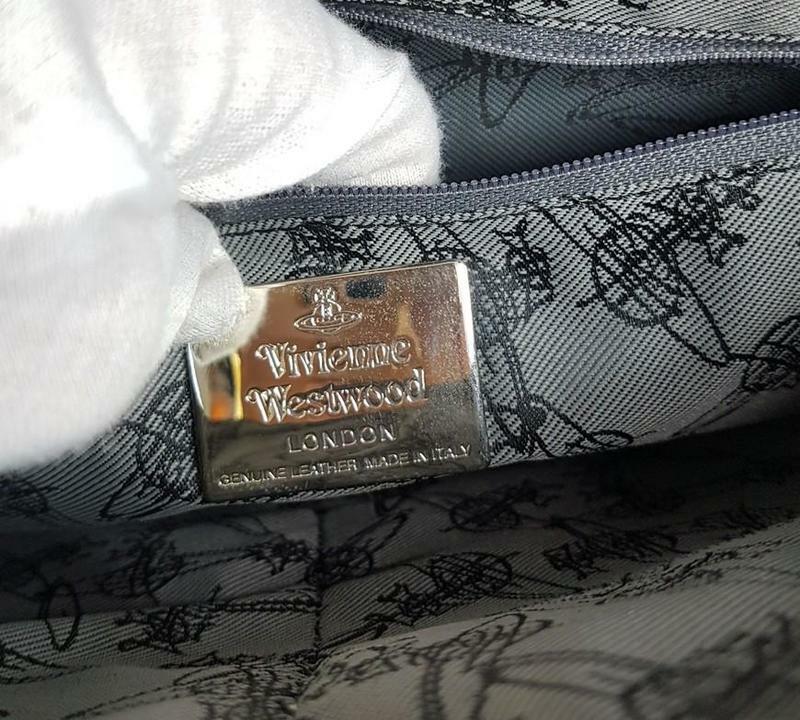 Vivienne
Westwood
LONDON
GENUINE LEATHER MADE IN ITALY